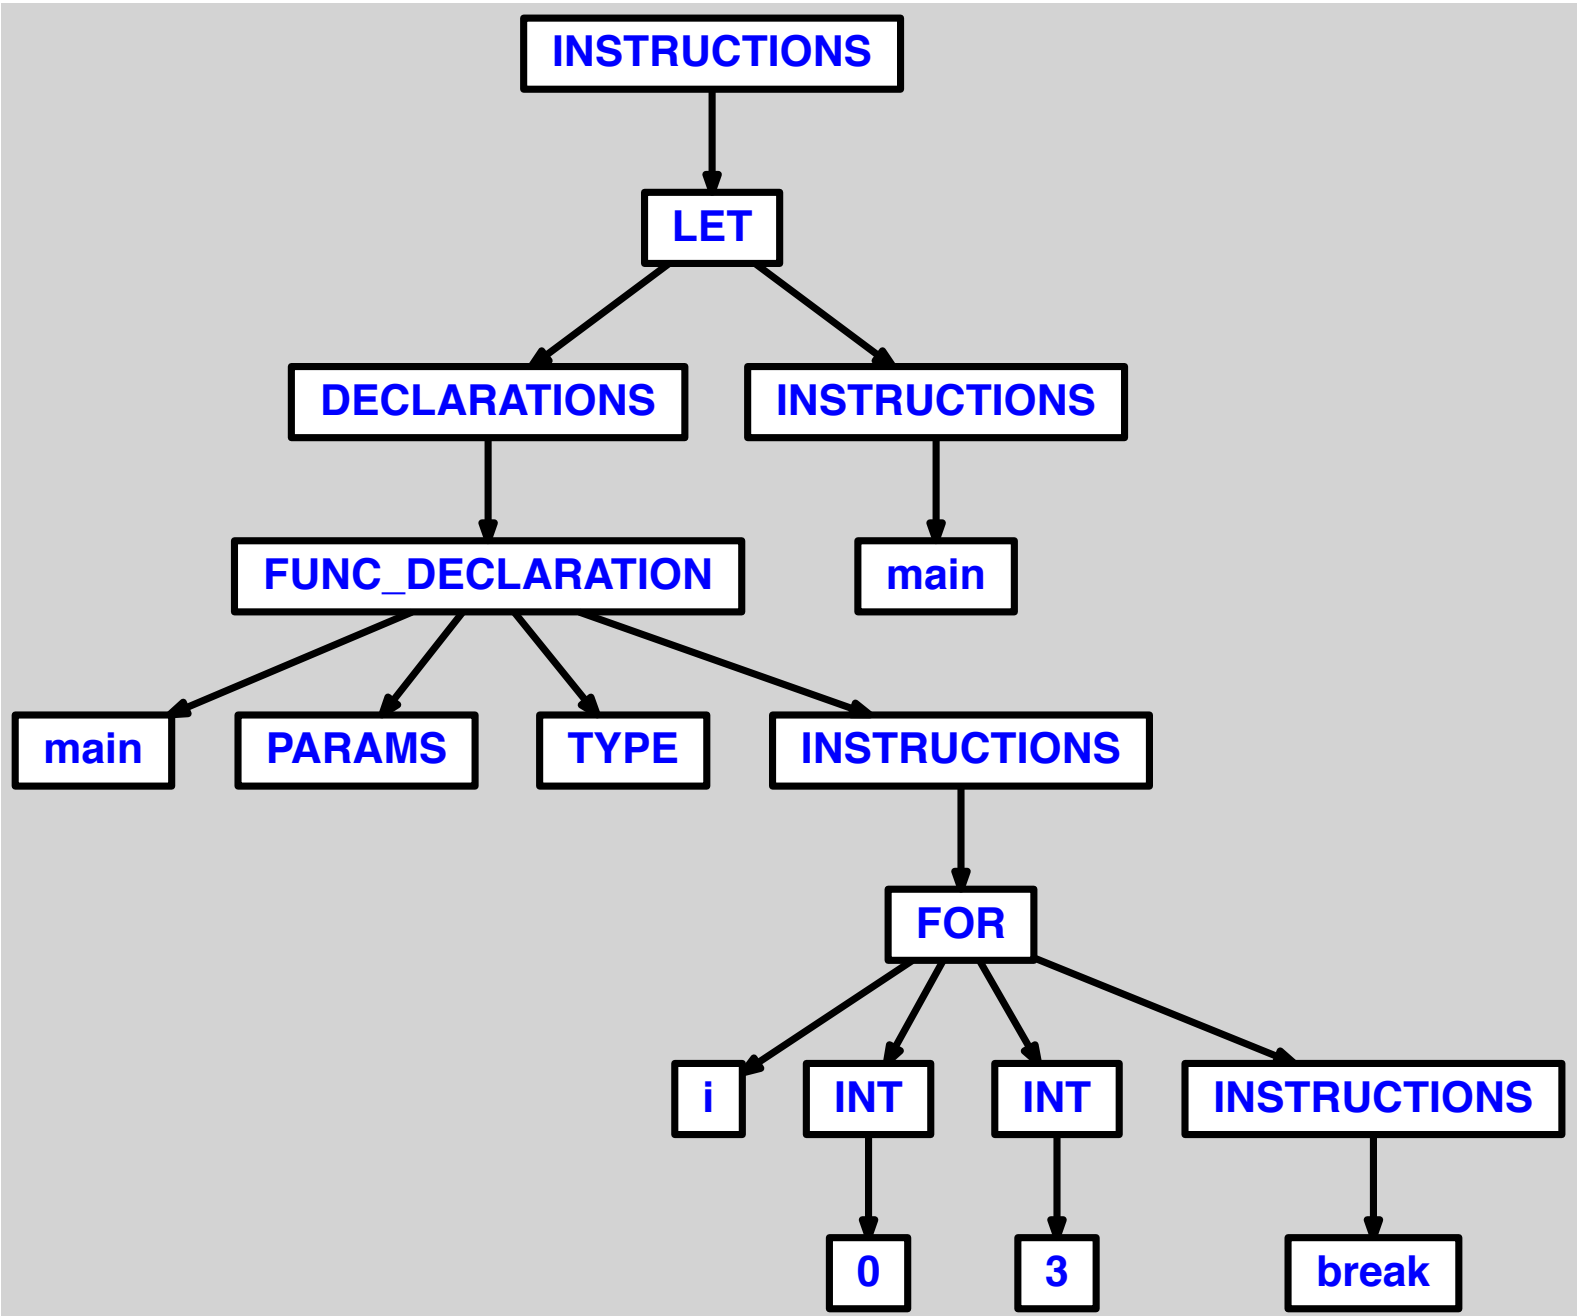 INSTRUCTIONS
LET
DECLARATIONS INSTRUCTIONS
FUNC_DECLARATION main
main PARAMS TYPE INSTRUCTIONS
FOR
i INT INT INSTRUCTIONS
0 3 break